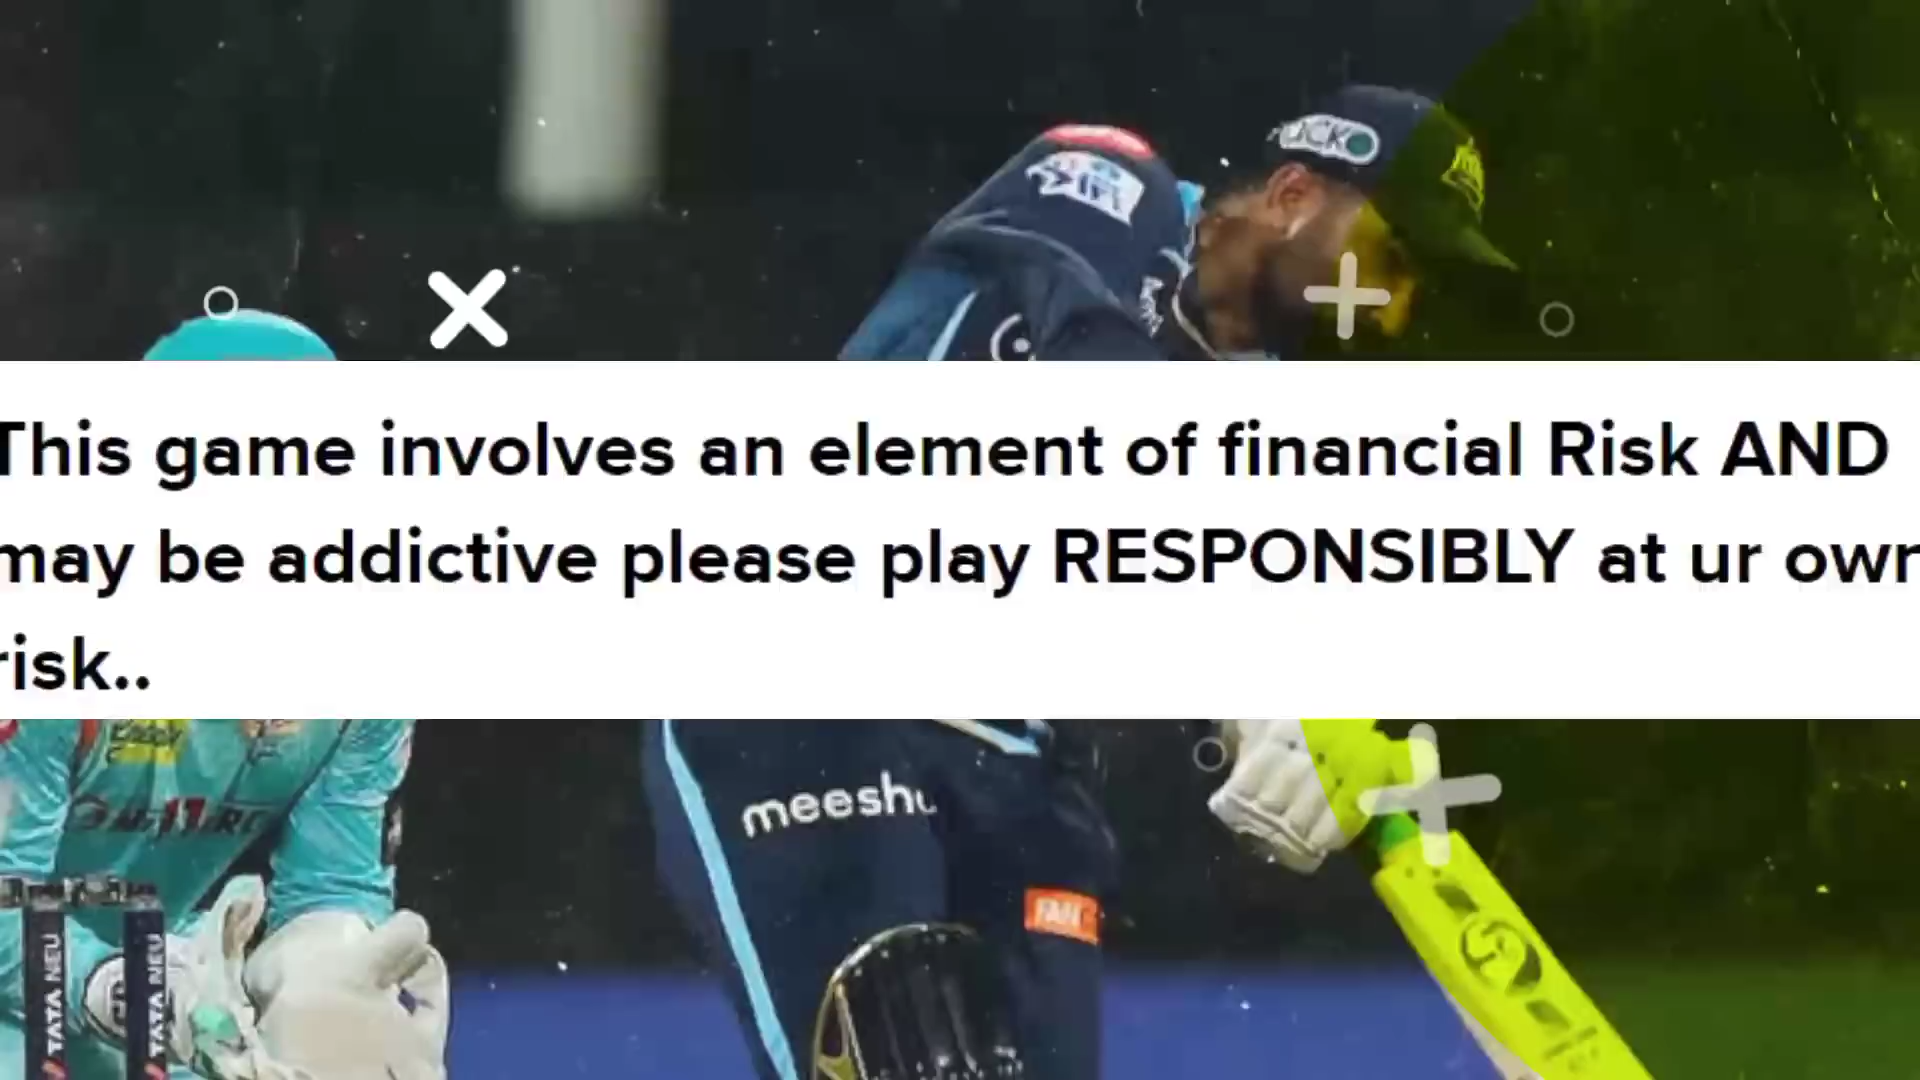 This game involves an element of financial Risk AND
may be addictive please play RESPONSIBLY at ur own
risk..
meesho
FAN
TATA NEU
TATA NEU